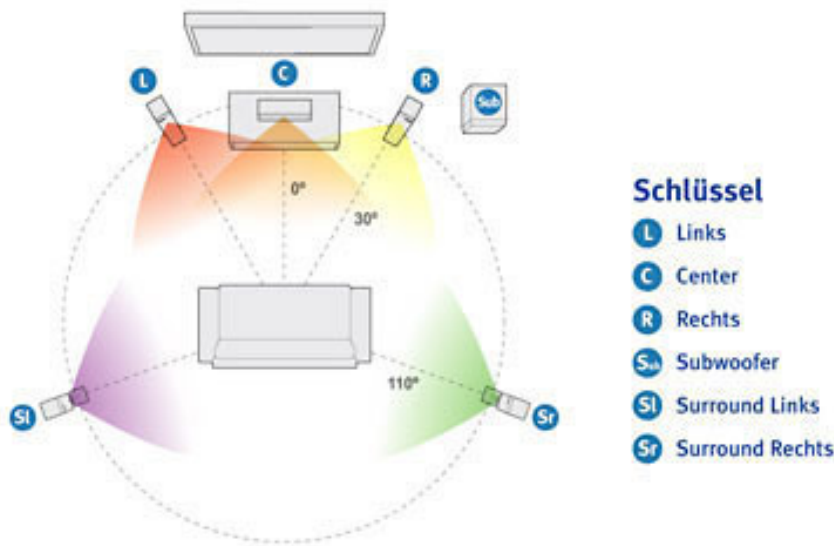 L
C
R
Sub
0°
30°
110°
Sl
Sr
Schlüssel
L Links
C Center
R Rechts
Sub Subwoofer
Sl Surround Links
Sr Surround Rechts